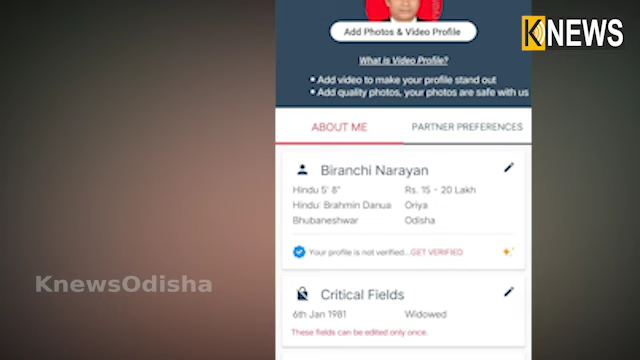 K NEWS
Add Photos & Video Profile
What is Video Profile?
▪ Add video to make your profile stand out
▪ Add quality photos, your photos are safe with us
ABOUT ME PARTNER PREFERENCES
Biranchi Narayan
Hindu 5' 8" Rs. 15 - 20 Lakh
Hindu: Brahmin Danua Oriya
Bhubaneshwar Odisha
Your profile is not verified...GET VERIFIED
KnewsOdisha
Critical Fields
6th Jan 1981 Widowed
These fields can be edited only once.